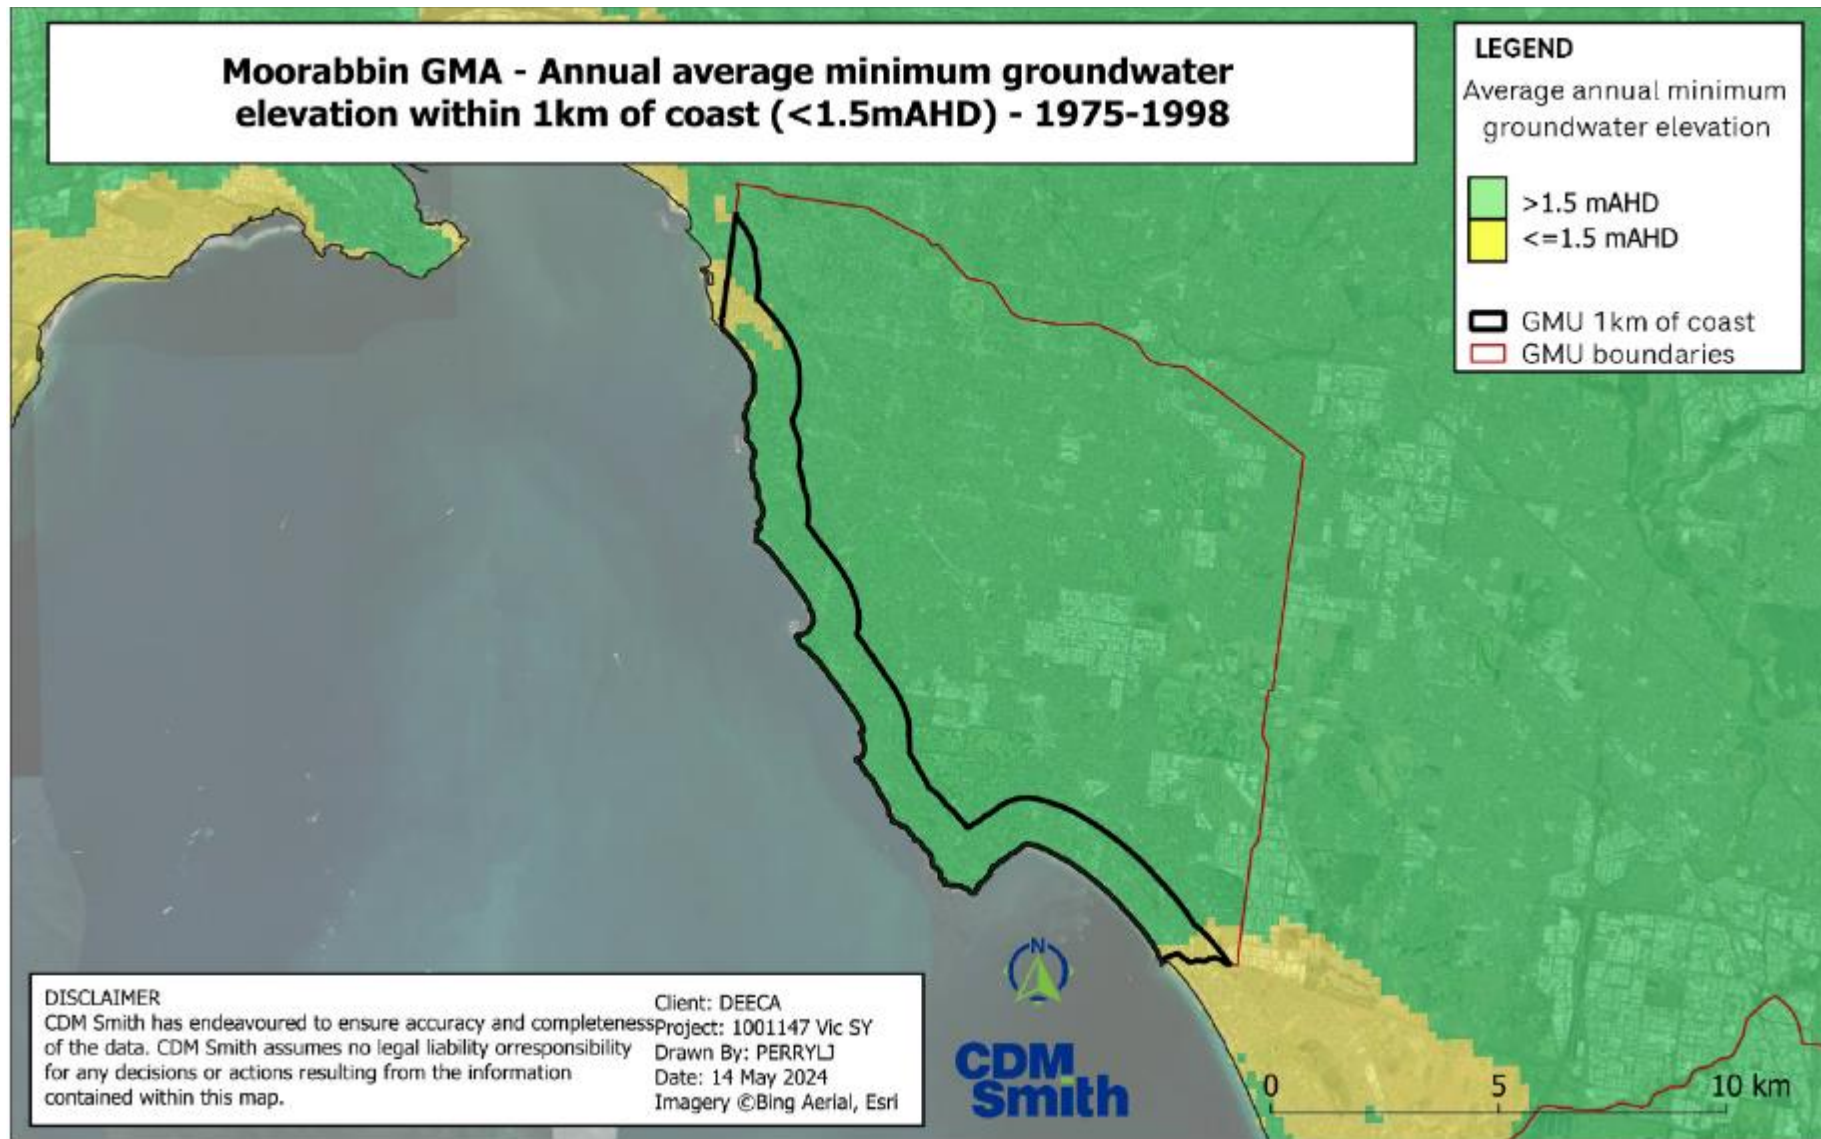 Moorabbin GMA - Annual average minimum groundwater
elevation within 1km of coast (<1.5mAHD) - 1975-1998
LEGEND
Average annual minimum
groundwater elevation
>1.5 mAHD
<=1.5 mAHD
GMU 1km of coast
GMU boundaries
DISCLAIMER
CDM Smith has endeavoured to ensure accuracy and completeness
of the data. CDM Smith assumes no legal liability orresponsibility
for any decisions or actions resulting from the information
contained within this map.
Client: DEECA
Project: 1001147 Vic SY
Drawn By: PERRYLJ
Date: 14 May 2024
Imagery ©Bing Aerial, Esri
N
CDM
Smith
0 5 10 km